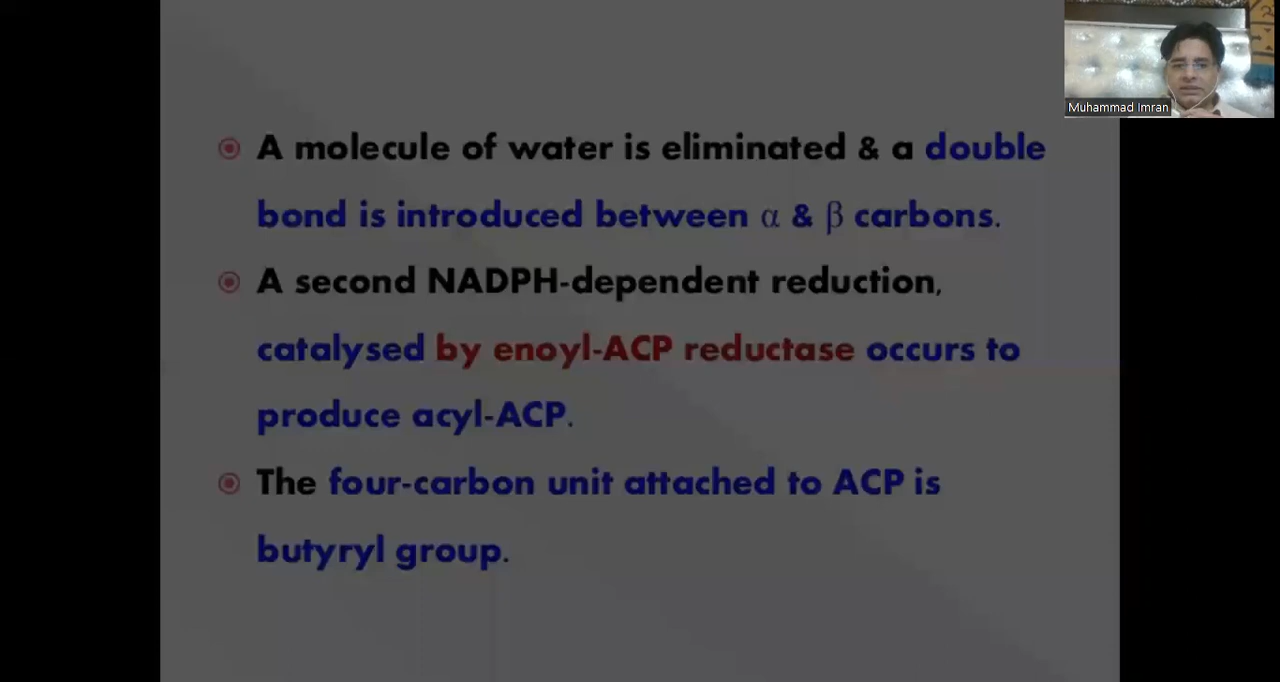 Muhammad Imran
A molecule of water is eliminated & a double
bond is introduced between α & β carbons.
A second NADPH-dependent reduction,
catalysed by enoyl-ACP reductase occurs to
produce acyl-ACP.
The four-carbon unit attached to ACP is
butyryl group.